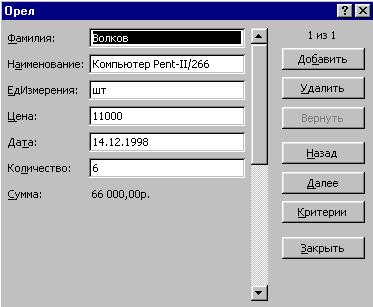 Орел
1 из 1
Фамилия: Волков
Наименование: Компьютер Pent-II/266
ЕдИзмерения: шт
Цена: 11000
Дата: 14.12.1998
Количество: 6
Сумма: 66 000,00р.
Добавить
Удалить
Вернуть
Назад
Далее
Критерии
Закрыть